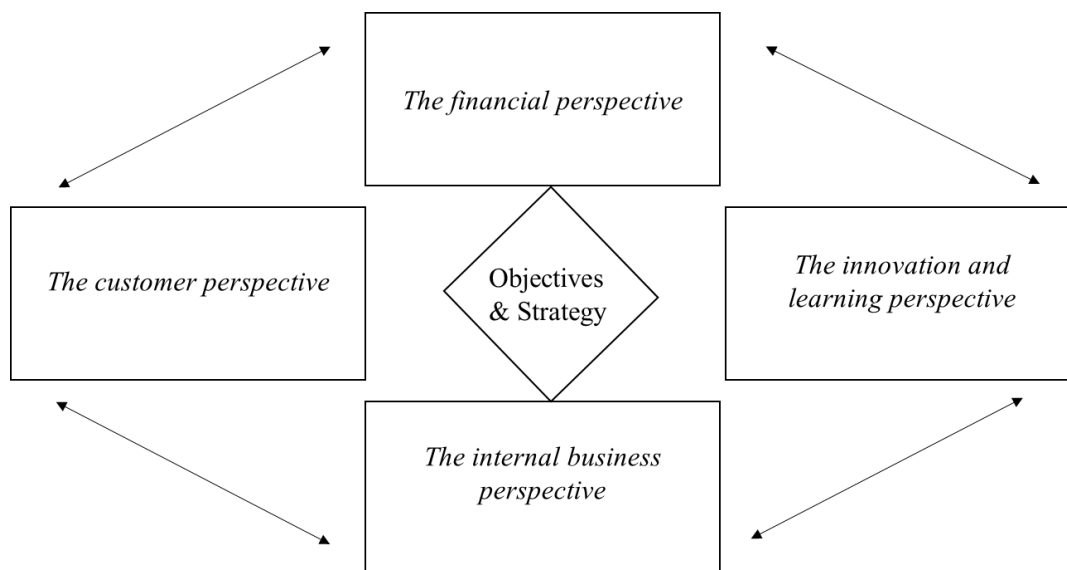 The financial perspective
The customer perspective
Objectives
& Strategy
The innovation and
learning perspective
The internal business
perspective